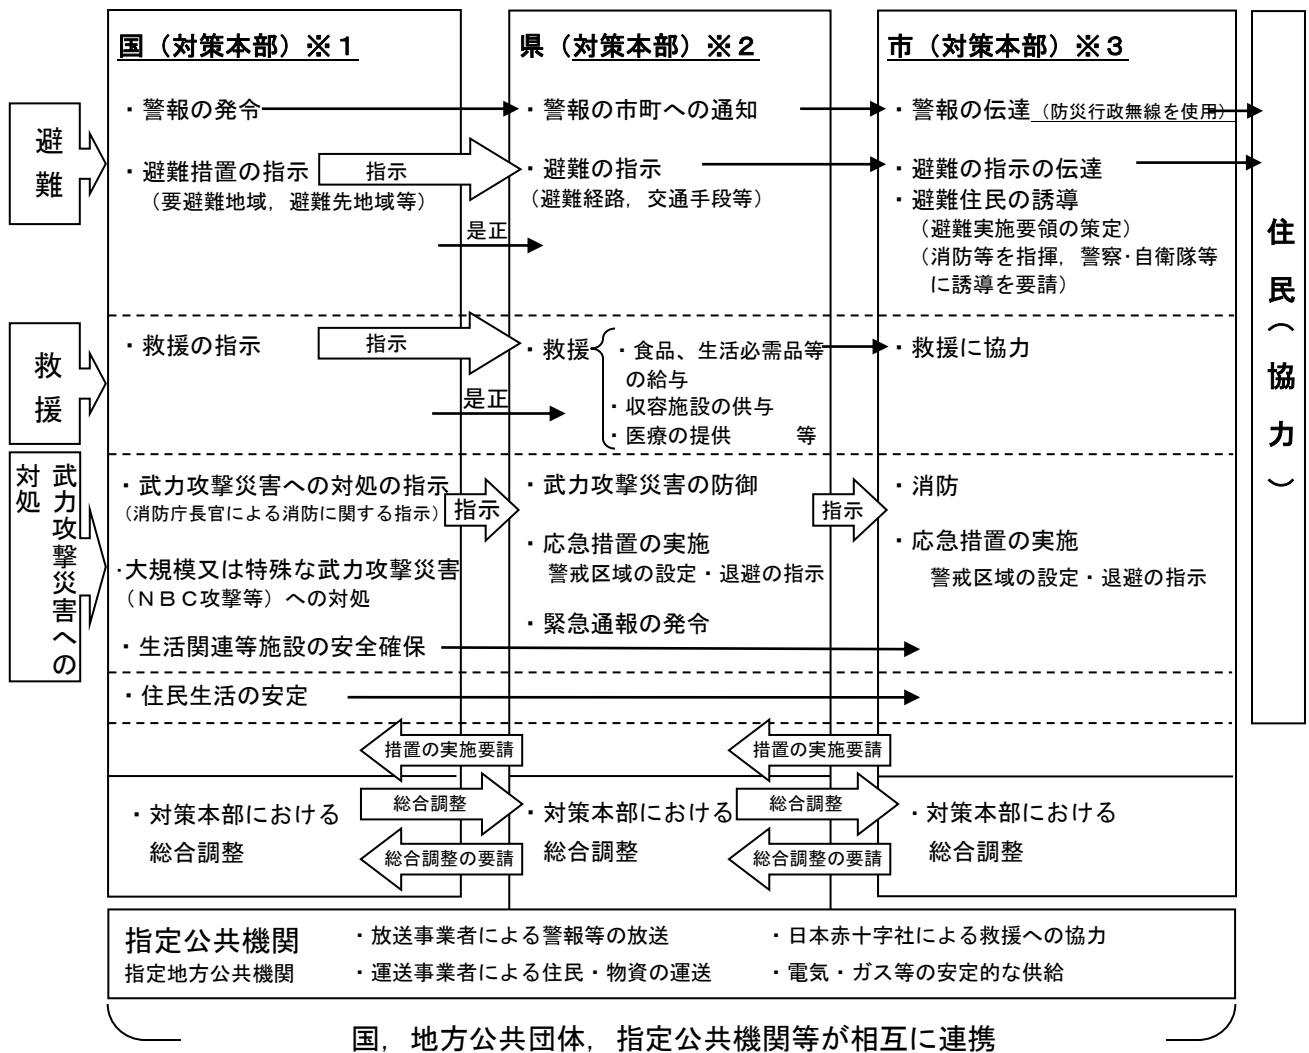 国（対策本部）※１
県（対策本部）※２
市（対策本部）※３
避難
・警報の発令
・警報の市町への通知
・警報の伝達（防災行政無線を使用）
・避難措置の指示
指示
・避難の指示
・避難の指示の伝達
（要避難地域，避難先地域等）
（避難経路，交通手段等）
・避難住民の誘導
是正
（避難実施要領の策定）
（消防等を指揮，警察･自衛隊等
に誘導を要請）
救援
・救援の指示
指示
・救援
・食品、生活必需品等
の給与
・収容施設の供与
・医療の提供　　等
・救援に協力
是正
武力攻撃災害への
対処
・武力攻撃災害への対処の指示
（消防庁長官による消防に関する指示）
指示
・武力攻撃災害の防御
指示
・消防
・応急措置の実施
警戒区域の設定・退避の指示
・応急措置の実施
警戒区域の設定・退避の指示
・大規模又は特殊な武力攻撃災害
（ＮＢＣ攻撃等）への対処
・緊急通報の発令
・生活関連等施設の安全確保
・住民生活の安定
措置の実施要請
措置の実施要請
・対策本部における
総合調整
総合調整
総合調整の要請
・対策本部における
総合調整
総合調整
総合調整の要請
・対策本部における
総合調整
住民（協力）
指定公共機関
指定地方公共機関
・放送事業者による警報等の放送
・日本赤十字社による救援への協力
・運送事業者による住民・物資の運送
・電気・ガス等の安定的な供給
国，地方公共団体，指定公共機関等が相互に連携